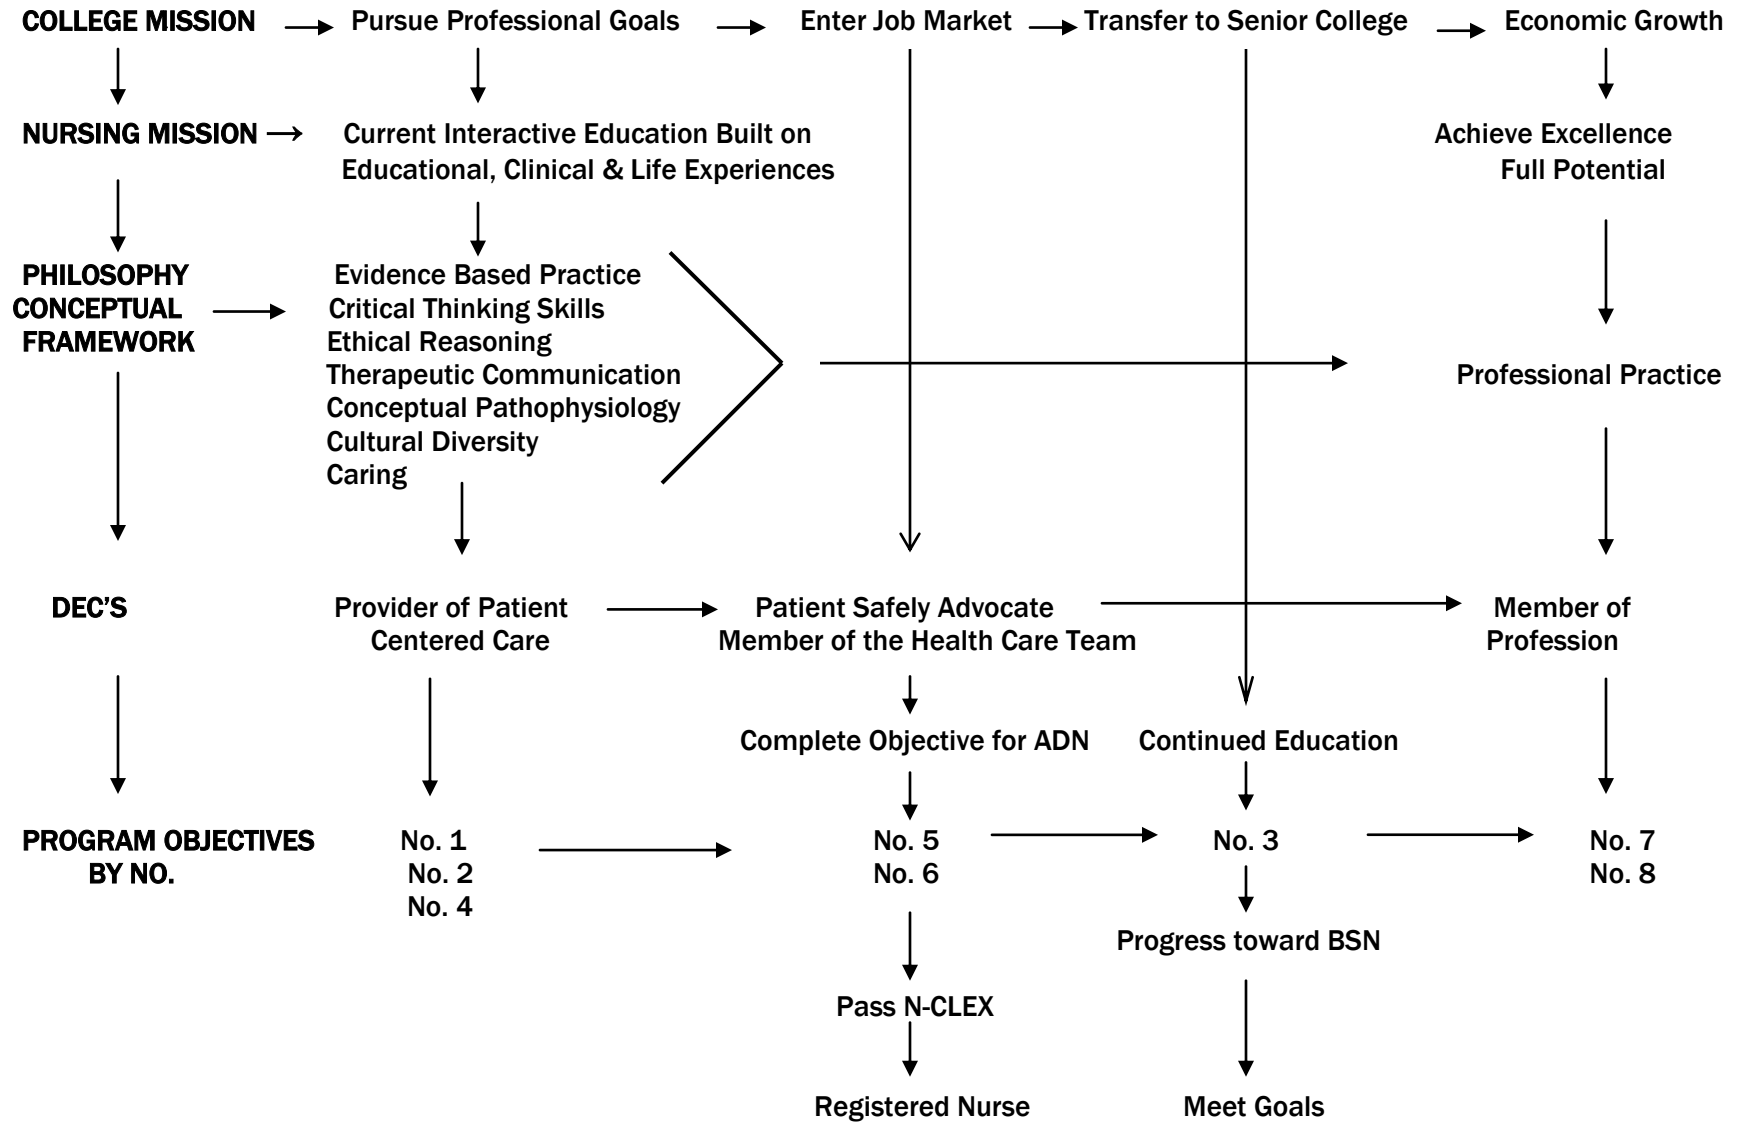 COLLEGE MISSION Pursue Professional Goals Enter Job Market Transfer to Senior College Economic Growth
NURSING MISSION Current Interactive Education Built on Achieve Excellence
Educational, Clinical & Life Experiences Full Potential
PHILOSOPHY Evidence Based Practice
CONCEPTUAL Critical Thinking Skills
FRAMEWORK Ethical Reasoning
Therapeutic Communication Professional Practice
Conceptual Pathophysiology
Cultural Diversity
Caring
DEC'S Provider of Patient Patient Safely Advocate Member of
Centered Care Member of the Health Care Team Profession
Complete Objective for ADN Continued Education
PROGRAM OBJECTIVES No. 1 No. 5 No. 3 No. 7
BY NO. No. 2 No. 6 No. 8
No. 4
Progress toward BSN
Pass N-CLEX
Registered Nurse Meet Goals